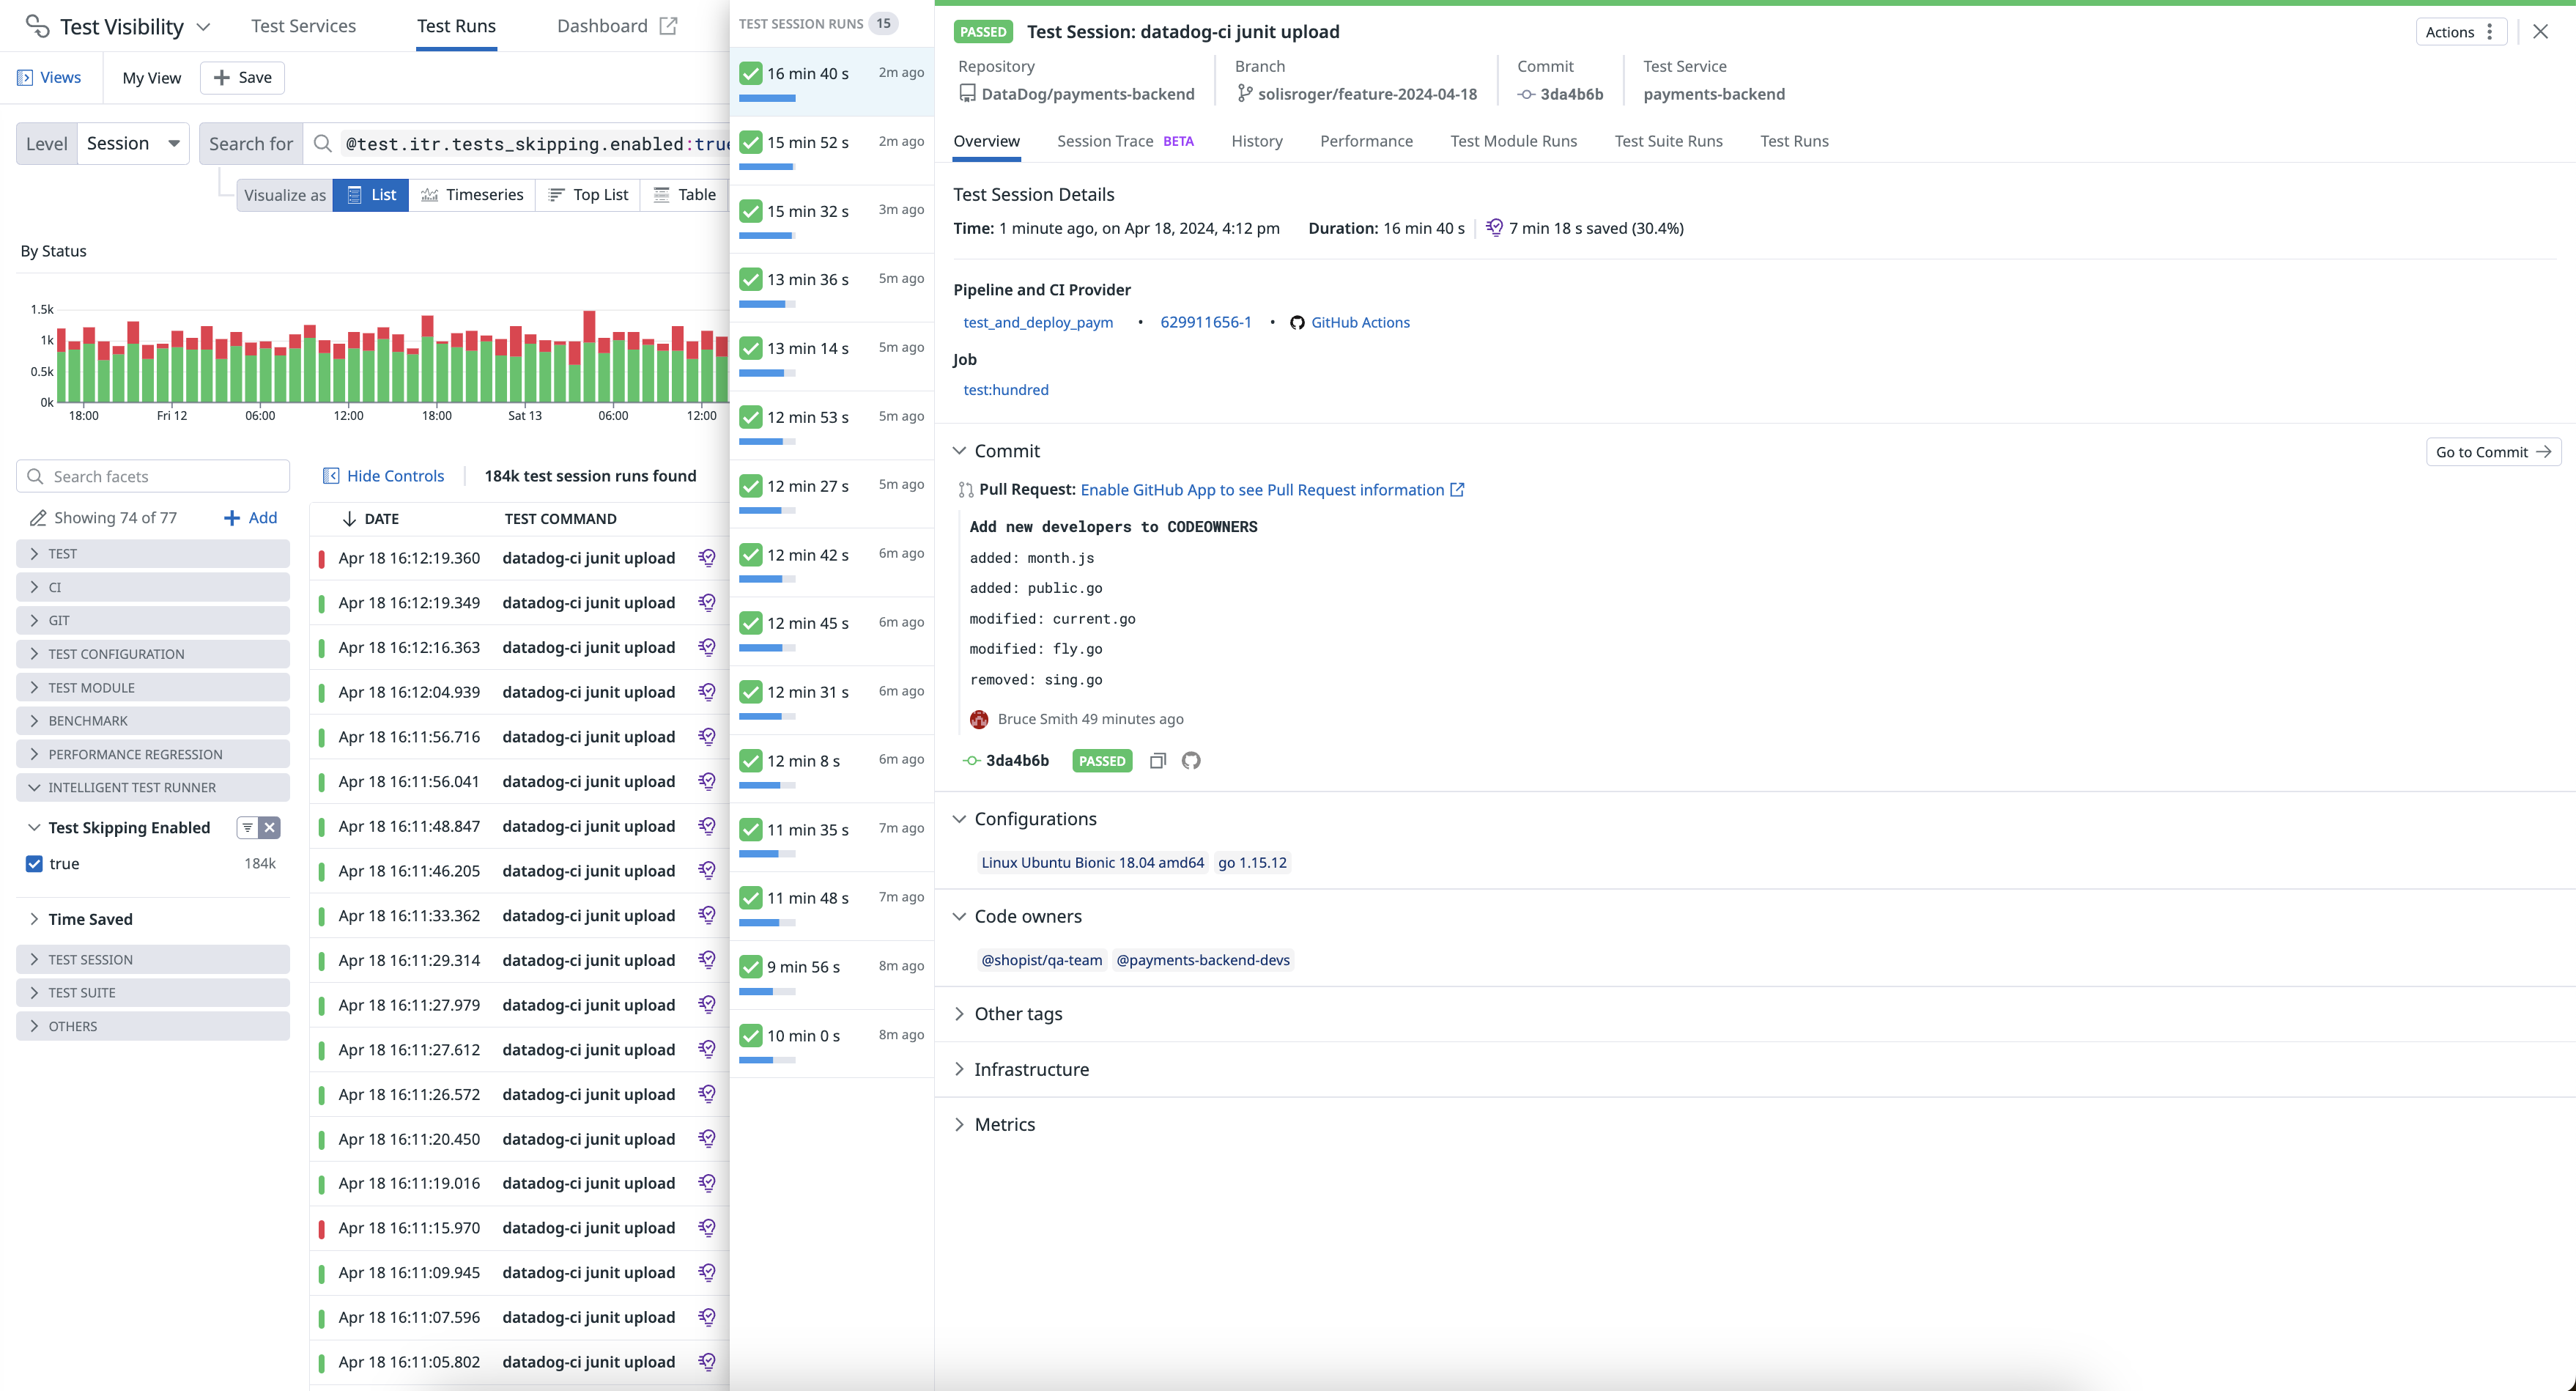 Test Visibility
Test Services
Test Runs
Dashboard
Views
My View
Save
Level
Session
Search for
@test.itr.tests_skipping.enabled:true
Visualize as
List
Timeseries
Top List
Table
By Status
1.5k
1k
0.5k
0k
18:00
Fri 12
06:00
12:00
18:00
Sat 13
06:00
12:00
Search facets
Showing 74 of 77
Add
TEST
CI
GIT
TEST CONFIGURATION
TEST MODULE
BENCHMARK
PERFORMANCE REGRESSION
INTELLIGENT TEST RUNNER
Test Skipping Enabled
true 184k
Time Saved
TEST SESSION
TEST SUITE
OTHERS
Hide Controls
184k test session runs found
DATE TEST COMMAND
Apr 18 16:12:19.360 datadog-ci junit upload
Apr 18 16:12:19.349 datadog-ci junit upload
Apr 18 16:12:16.363 datadog-ci junit upload
Apr 18 16:12:04.939 datadog-ci junit upload
Apr 18 16:11:56.716 datadog-ci junit upload
Apr 18 16:11:56.041 datadog-ci junit upload
Apr 18 16:11:48.847 datadog-ci junit upload
Apr 18 16:11:46.205 datadog-ci junit upload
Apr 18 16:11:33.362 datadog-ci junit upload
Apr 18 16:11:29.314 datadog-ci junit upload
Apr 18 16:11:27.979 datadog-ci junit upload
Apr 18 16:11:27.612 datadog-ci junit upload
Apr 18 16:11:26.572 datadog-ci junit upload
Apr 18 16:11:20.450 datadog-ci junit upload
Apr 18 16:11:19.016 datadog-ci junit upload
Apr 18 16:11:15.970 datadog-ci junit upload
Apr 18 16:11:09.945 datadog-ci junit upload
Apr 18 16:11:07.596 datadog-ci junit upload
Apr 18 16:11:05.802 datadog-ci junit upload
TEST SESSION RUNS 15
16 min 40 s 2m ago
15 min 52 s 2m ago
15 min 32 s 3m ago
13 min 36 s 5m ago
13 min 14 s 5m ago
12 min 53 s 5m ago
12 min 27 s 5m ago
12 min 42 s 6m ago
12 min 45 s 6m ago
12 min 31 s 6m ago
12 min 8 s 6m ago
11 min 35 s 7m ago
11 min 48 s 7m ago
9 min 56 s 8m ago
10 min 0 s 8m ago
PASSED Test Session: datadog-ci junit upload
Actions
Repository
DataDog/payments-backend
Branch
solisroger/feature-2024-04-18
Commit
3da4b6b
Test Service
payments-backend
Overview
Session Trace BETA
History
Performance
Test Module Runs
Test Suite Runs
Test Runs
Test Session Details
Time: 1 minute ago, on Apr 18, 2024, 4:12 pm Duration: 16 min 40 s 7 min 18 s saved (30.4%)
Pipeline and CI Provider
test_and_deploy_paym • 629911656-1 • GitHub Actions
Job
test:hundred
Commit
Go to Commit
Pull Request: Enable GitHub App to see Pull Request information
Add new developers to CODEOWNERS
added: month.js
added: public.go
modified: current.go
modified: fly.go
removed: sing.go
Bruce Smith 49 minutes ago
3da4b6b PASSED
Configurations
Linux Ubuntu Bionic 18.04 amd64 go 1.15.12
Code owners
@shopist/qa-team @payments-backend-devs
Other tags
Infrastructure
Metrics